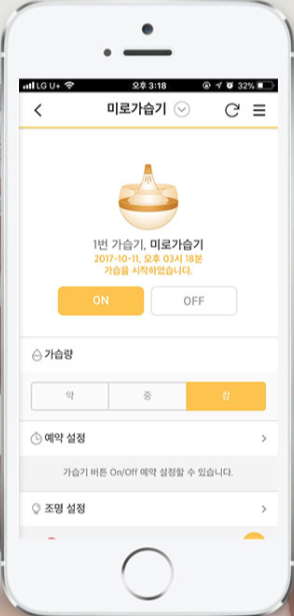 LG U+ 오후 3:18 32%
미로가습기
1번 가습기, 미로가습기
2017-10-11, 오후 03시 18분
가습을 시작하였습니다.
ON OFF
가습량
약 중 강
예약 설정
가습기 버튼 On/Off 예약 설정할 수 있습니다.
조명 설정